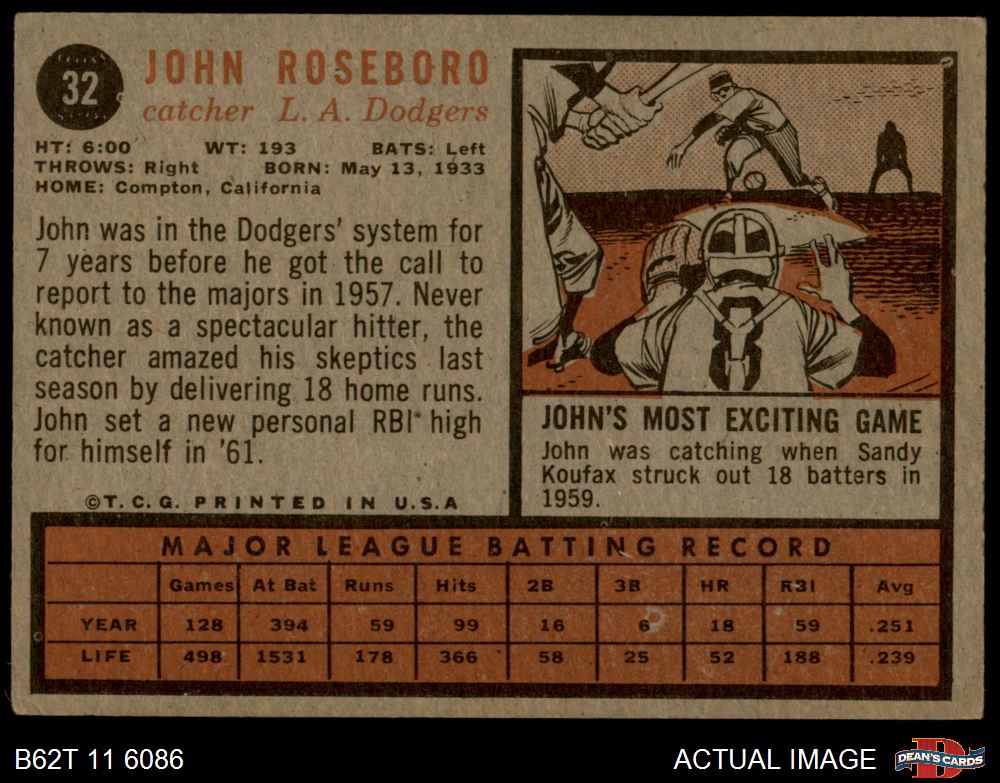 32
JOHN ROSEBORO
catcher L. A. Dodgers
HT: 6:00 WT: 193 BATS: Left
THROWS: Right BORN: May 13, 1933
HOME: Compton, California
John was in the Dodgers' system for
7 years before he got the call to
report to the majors in 1957. Never
known as a spectacular hitter, the
catcher amazed his skeptics last
season by delivering 18 home runs.
John set a new personal RBI high
for himself in '61.
©T.C.G. PRINTED IN U.S.A
JOHN'S MOST EXCITING GAME
John was catching when Sandy
Koufax struck out 18 batters in
1959.
MAJOR LEAGUE BATTING RECORD
Games At Bat Runs Hits 2B 3B HR RBI Avg
YEAR 128 394 59 99 16 6 18 59 .251
LIFE 498 1531 178 366 58 25 52 188 .239
B62T 11 6086
ACTUAL IMAGE
D
DEAN'S CARDS